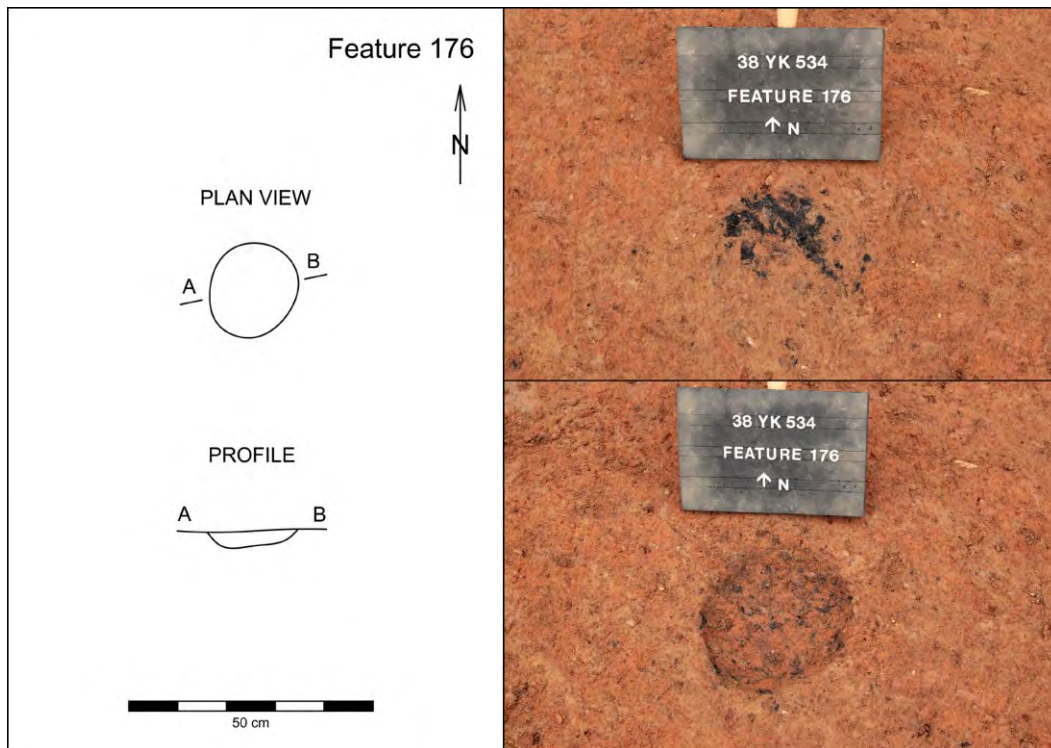 Feature 176
N
PLAN VIEW
A
B
PROFILE
A B
50 cm
38 YK 534
FEATURE 176
↑ N
38 YK 534
FEATURE 176
↑ N